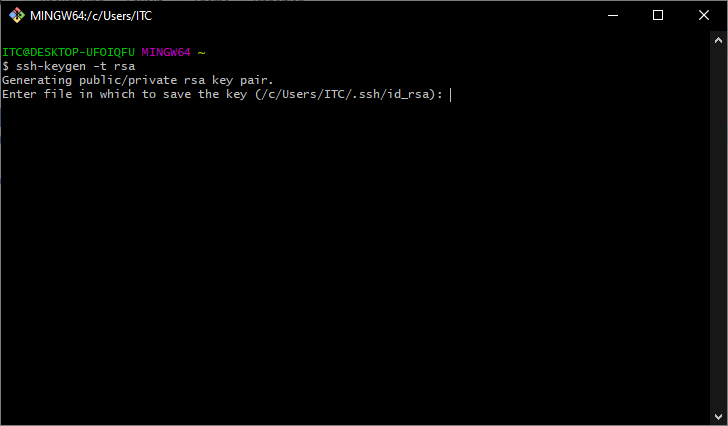 MINGW64:/c/Users/ITC
ITC@DESKTOP-UFOIQFU MINGW64 ~
$ ssh-keygen -t rsa
Generating public/private rsa key pair.
Enter file in which to save the key (/c/Users/ITC/.ssh/id_rsa):